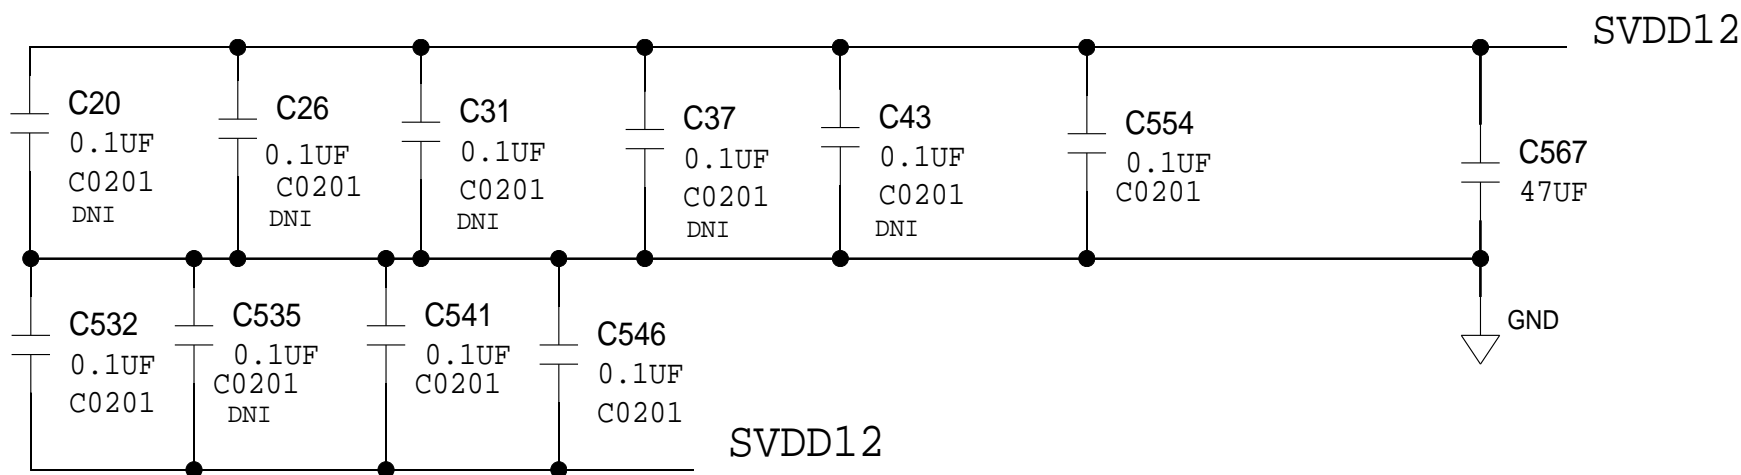 SVDD12
C20
0.1UF
C0201
DNI
C26
0.1UF
C0201
DNI
C31
0.1UF
C0201
DNI
C37
0.1UF
C0201
DNI
C43
0.1UF
C0201
DNI
C554
0.1UF
C0201
C567
47UF
C532
0.1UF
C0201
C535
0.1UF
C0201
DNI
C541
0.1UF
C0201
C546
0.1UF
C0201
GND
SVDD12